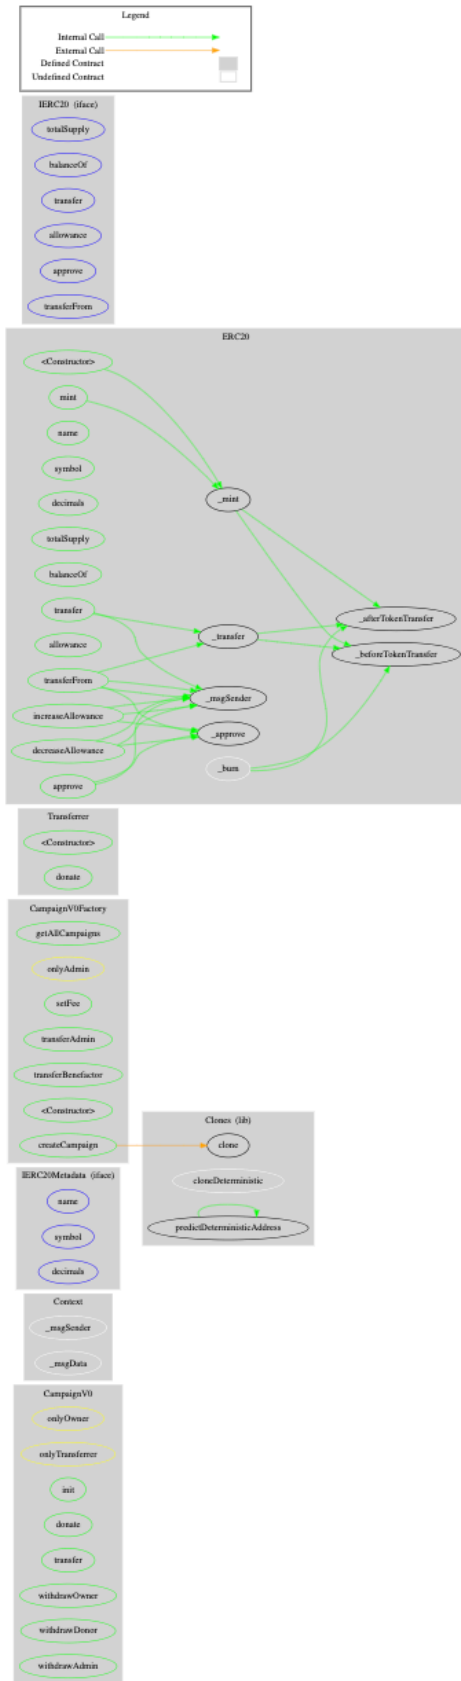 Legend
Internal Call
External Call
Defined Contract
Undefined Contract
IERC20 (iface)
totalSupply
balanceOf
transfer
allowance
approve
transferFrom
ERC20
<Constructor>
mint
name
symbol
decimals
totalSupply
balanceOf
transfer
allowance
transferFrom
increaseAllowance
decreaseAllowance
approve
_mint
_transfer
_msgSender
_approve
_burn
_afterTokenTransfer
_beforeTokenTransfer
Transferrer
<Constructor>
donate
CampaignV0Factory
getAllCampaigns
onlyAdmin
setFee
transferAdmin
transferBenefactor
<Constructor>
createCampaign
Clones (lib)
clone
cloneDeterministic
predictDeterministicAddress
IERC20Metadata (iface)
name
symbol
decimals
Context
_msgSender
_msgData
CampaignV0
onlyOwner
onlyTransferrer
init
donate
transfer
withdrawOwner
withdrawDonor
withdrawAdmin